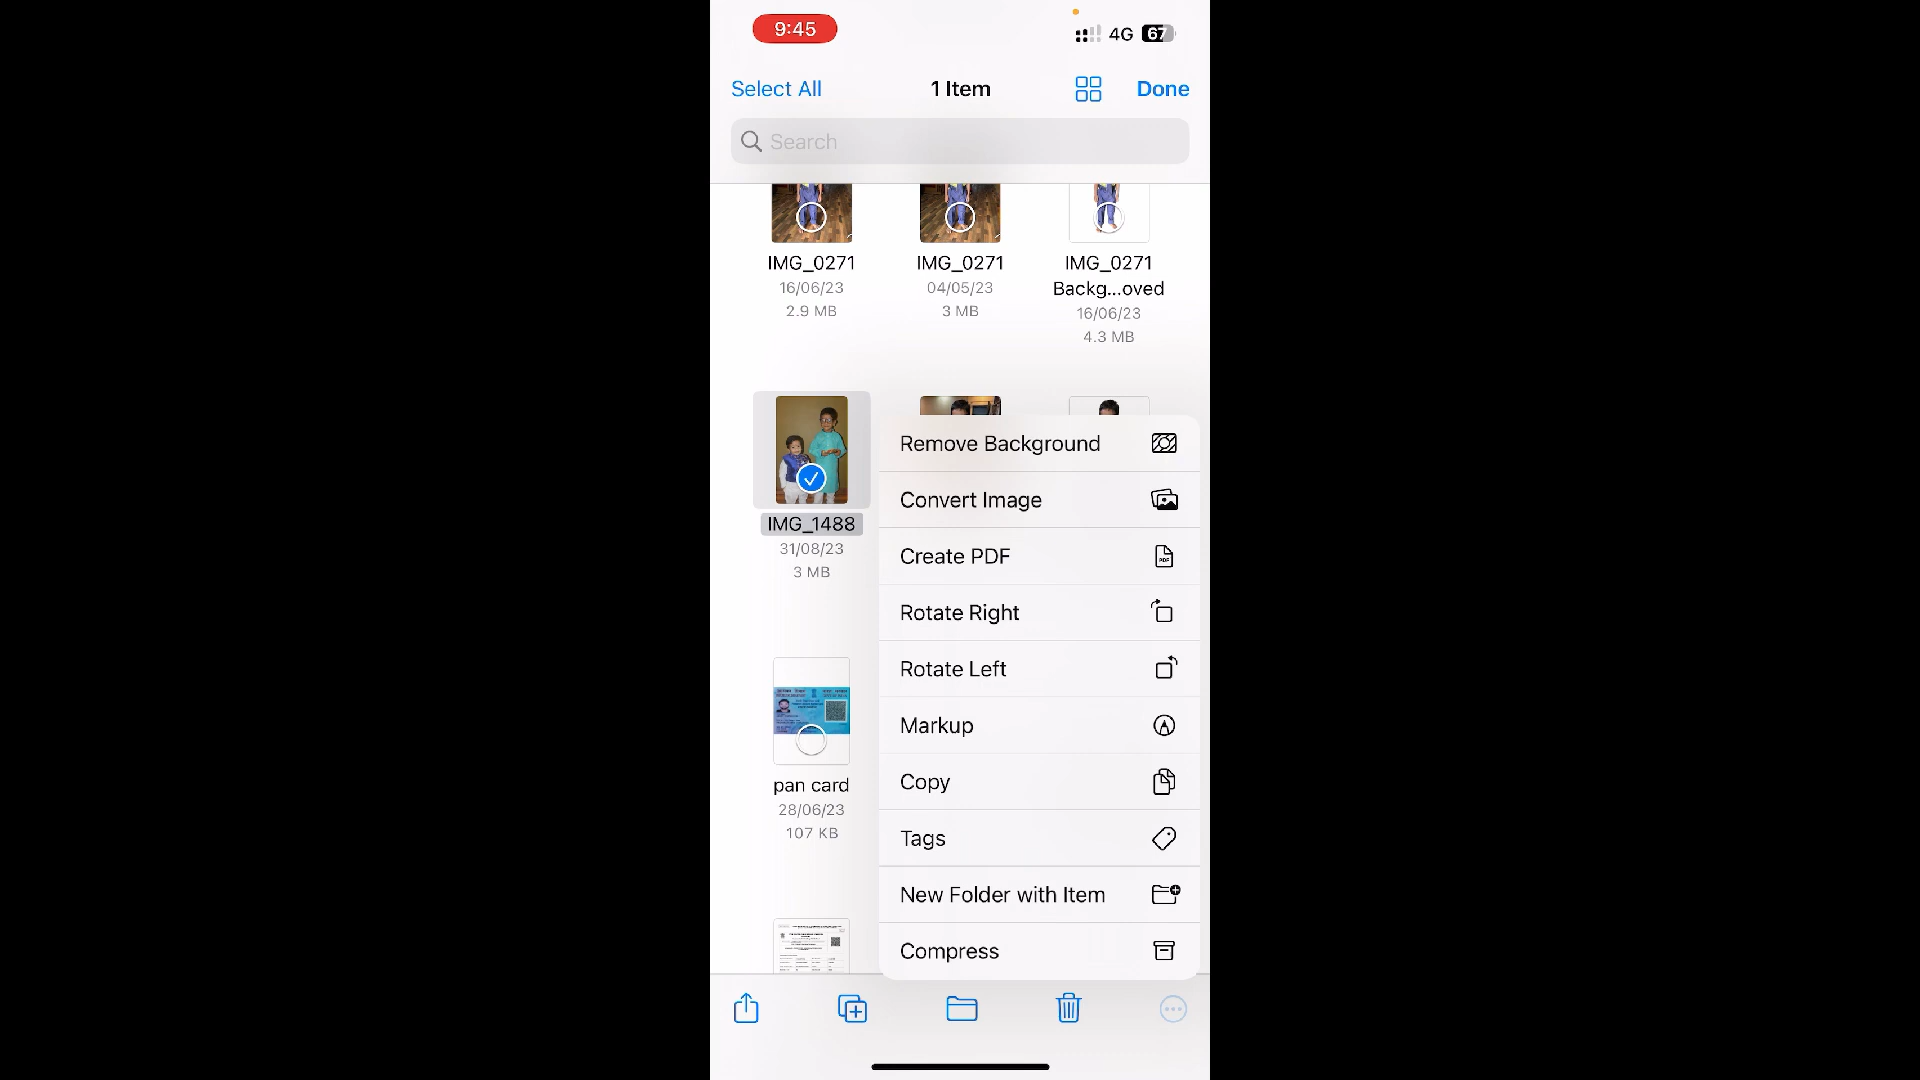 9:45
4G 67
Select All 1 Item Done
Search
IMG_0271 IMG_0271 IMG_0271
Backg...oved
16/06/23 04/05/23 16/06/23
2.9 MB 3 MB 4.3 MB
IMG_1488
31/08/23
3 MB
Remove Background
Convert Image
Create PDF
PDF
Rotate Right
Rotate Left
Markup
Copy
Tags
New Folder with Item
Compress
pan card
28/06/23
107 KB